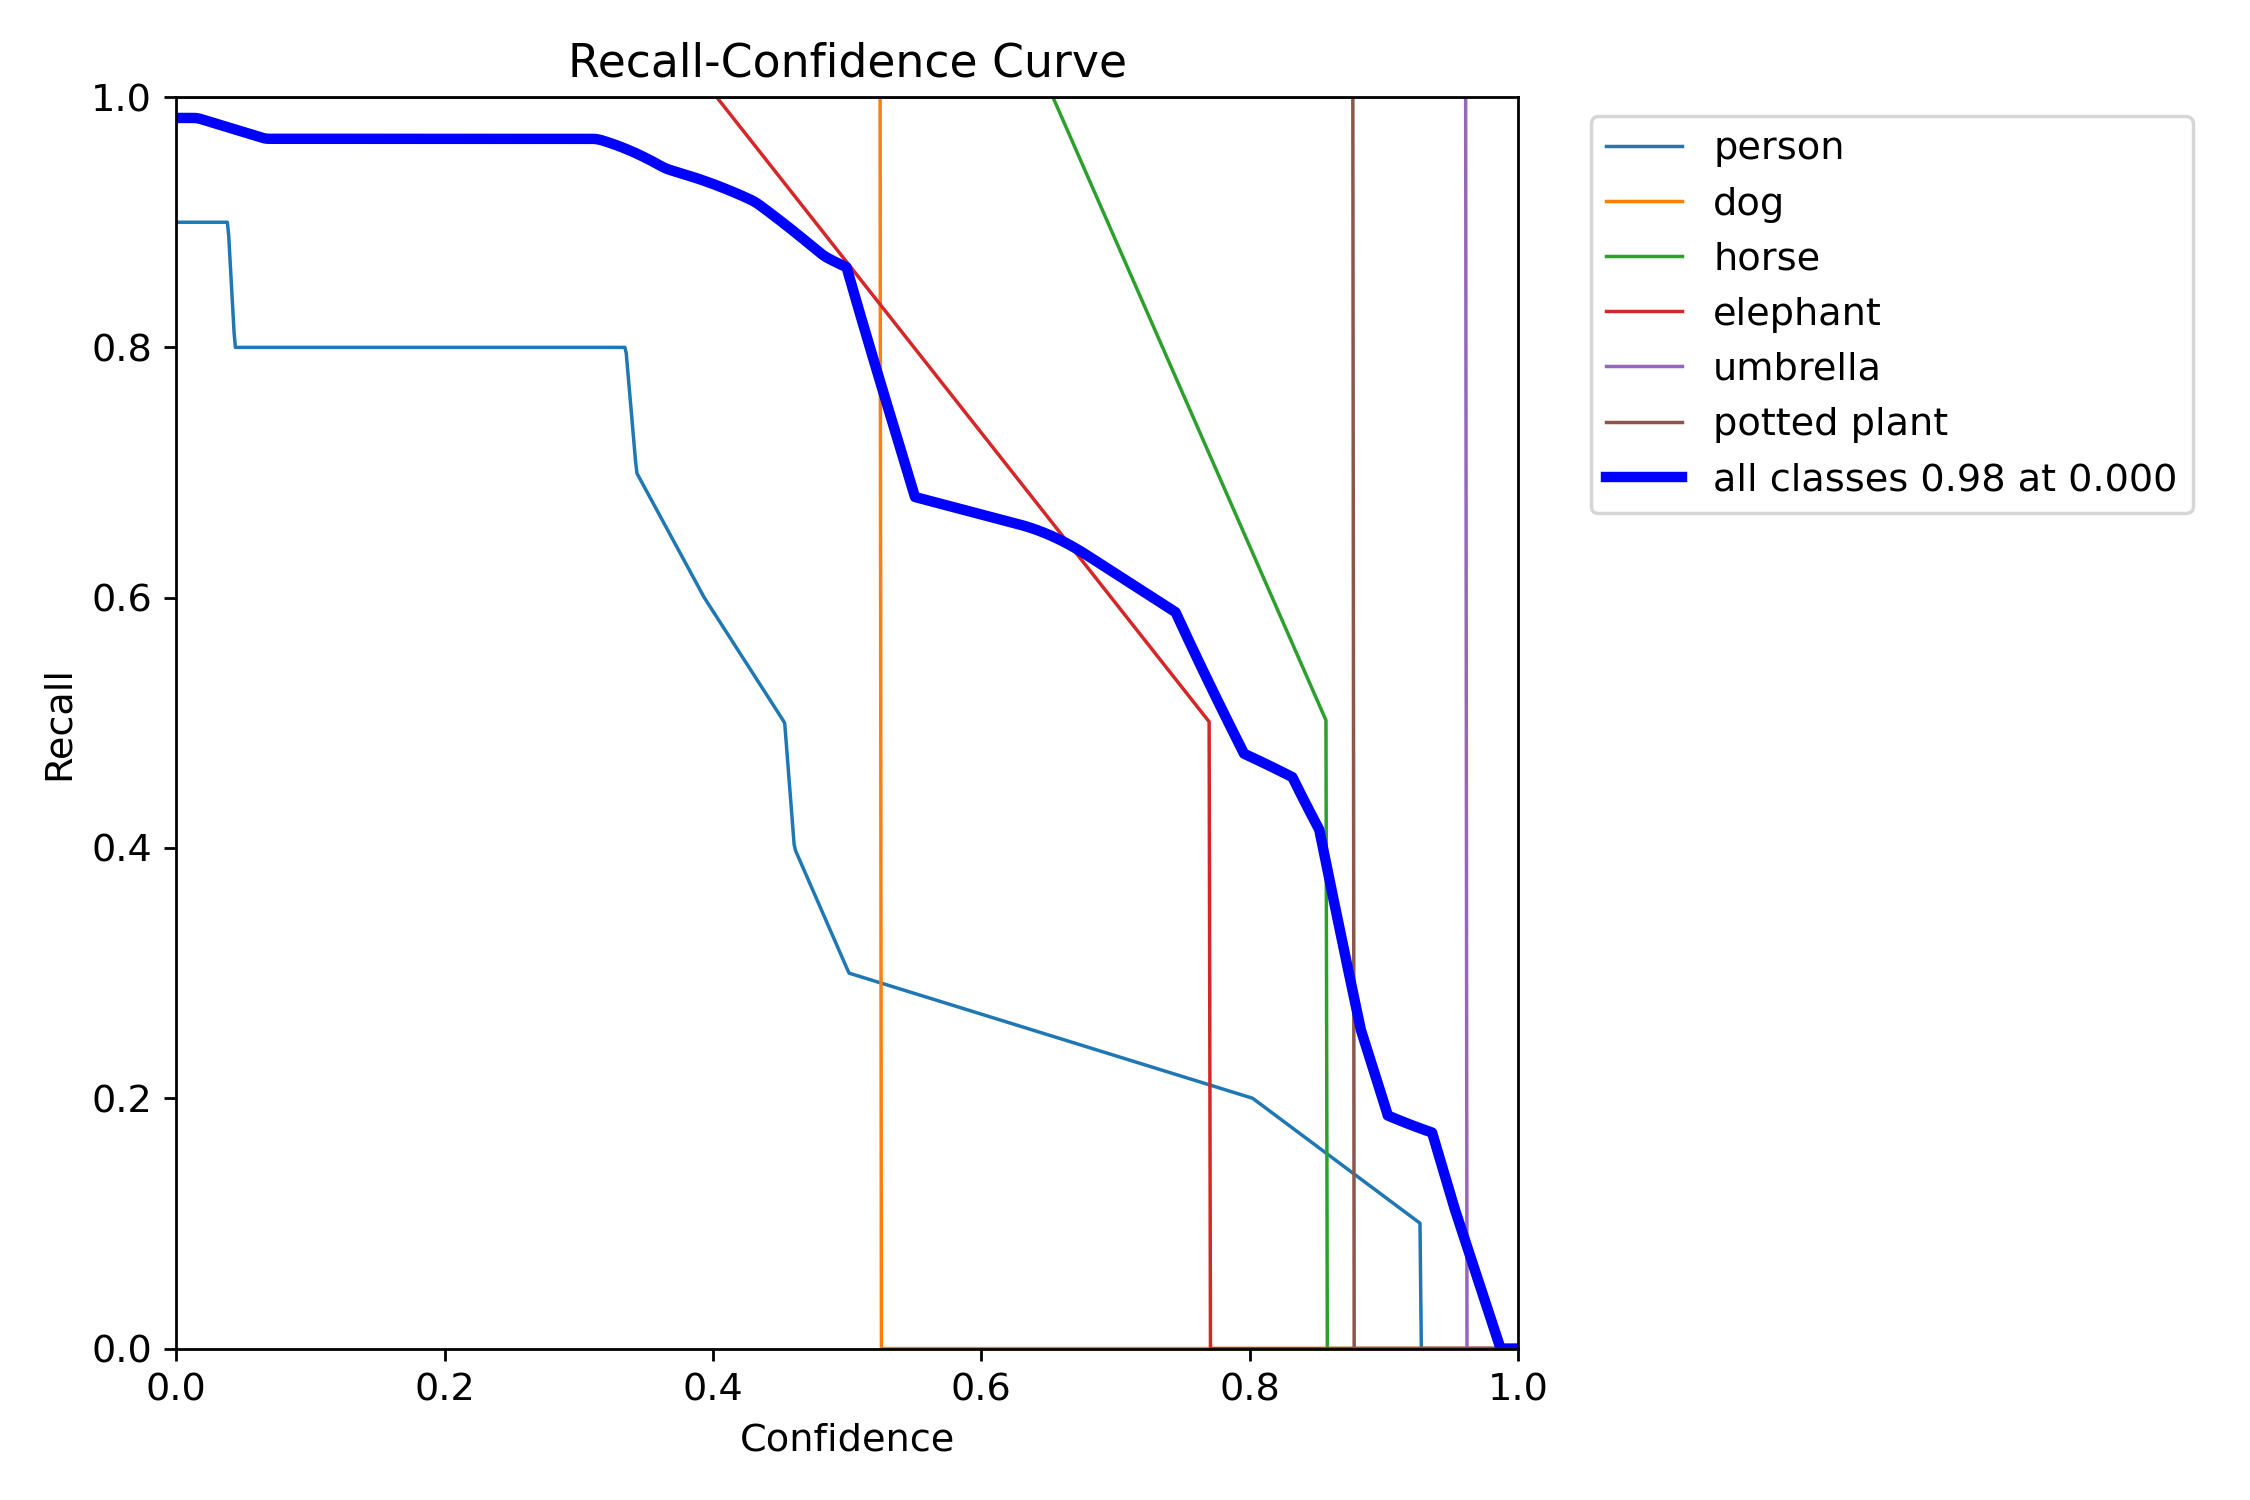 Recall-Confidence Curve
1.0
0.8
0.6
0.4
0.2
0.0
Recall
0.0 0.2 0.4 0.6 0.8 1.0
Confidence
person
dog
horse
elephant
umbrella
potted plant
all classes 0.98 at 0.000